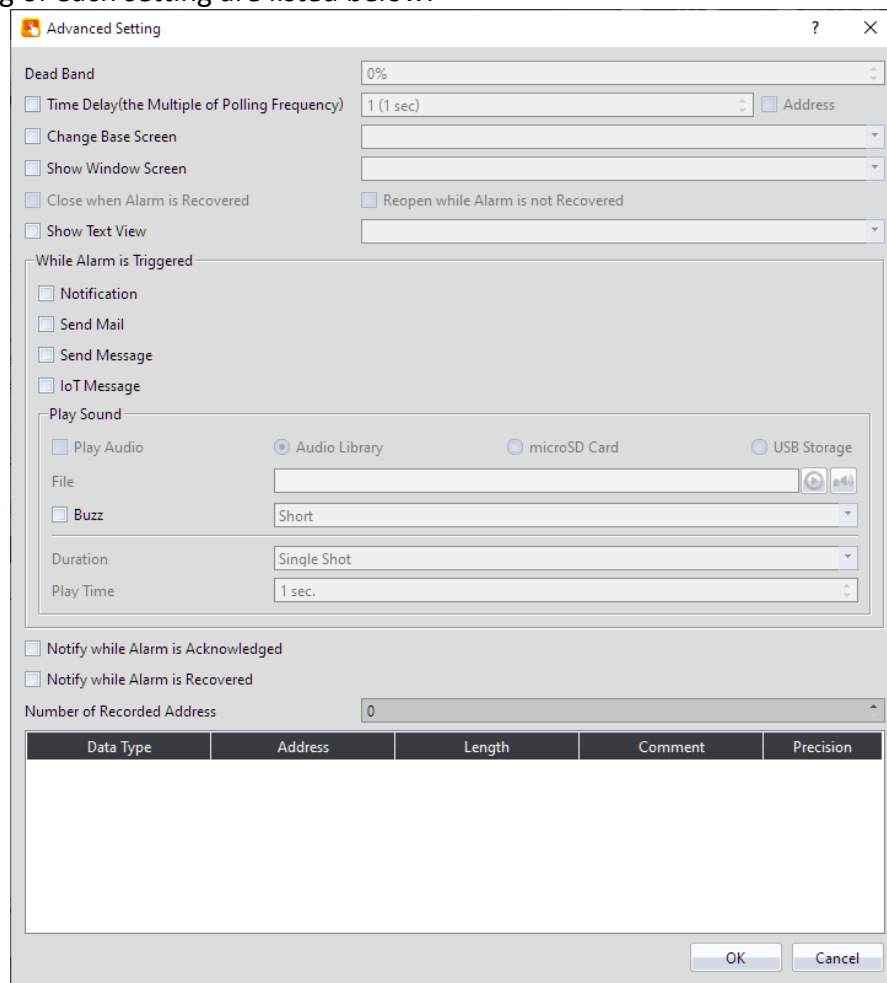 g of each setting are listed below.
Advanced Setting ?
Dead Band 0%
Time Delay(the Multiple of Polling Frequency) 1 (1 sec) Address
Change Base Screen
Show Window Screen
Close when Alarm is Recovered Reopen while Alarm is not Recovered
Show Text View
While Alarm is Triggered
Notification
Send Mail
Send Message
IoT Message
Play Sound
Play Audio Audio Library microSD Card USB Storage
File
Buzz Short
Duration Single Shot
Play Time 1 sec.
Notify while Alarm is Acknowledged
Notify while Alarm is Recovered
Number of Recorded Address 0
Data Type Address Length Comment Precision
OK Cancel